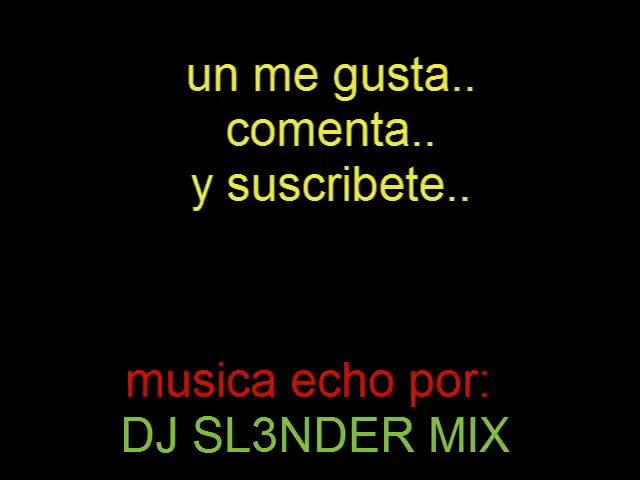 un me gusta..
comenta..
y suscribete..
musica echo por:
DJ SL3NDER MIX